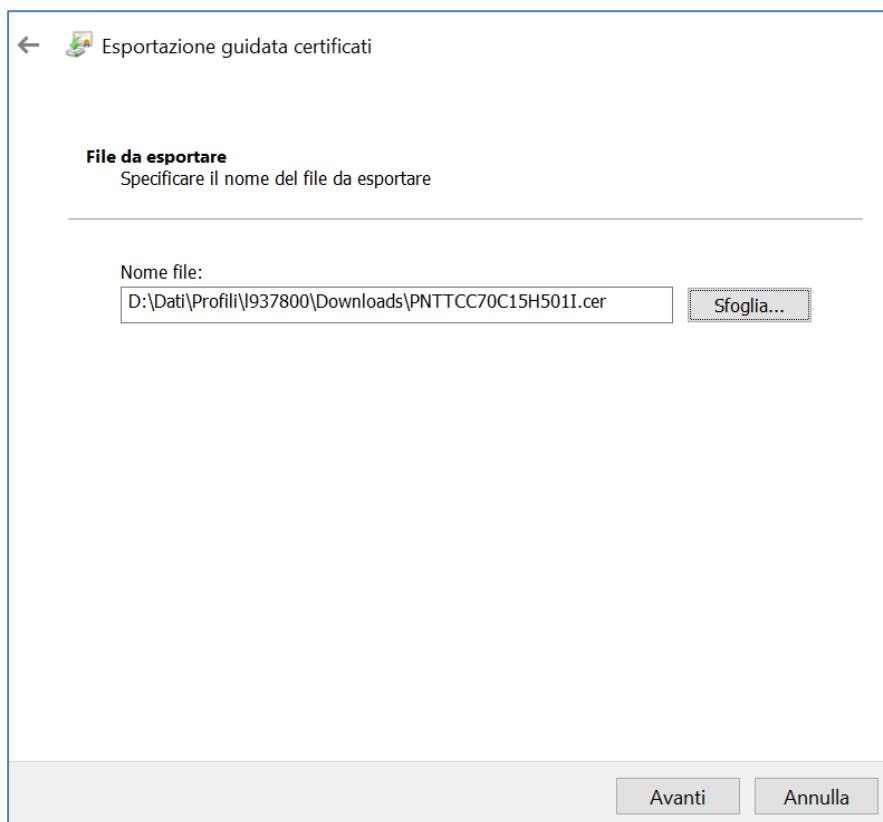 Esportazione guidata certificati
File da esportare
Specificare il nome del file da esportare
Nome file:
D:\Dati\Profili\l937800\Downloads\PNTTCC70C15H501I.cer
Sfoglia...
Avanti
Annulla